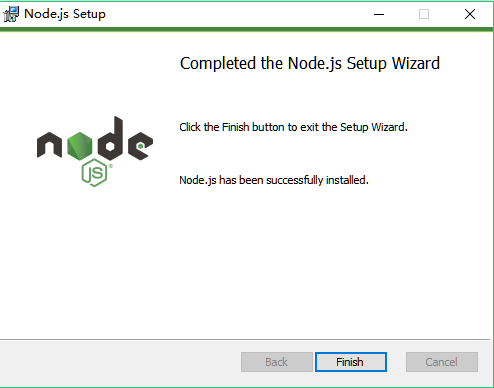 Node.js Setup
Completed the Node.js Setup Wizard
Click the Finish button to exit the Setup Wizard.
node
JS
Node.js has been successfully installed.
Back
Finish
Cancel